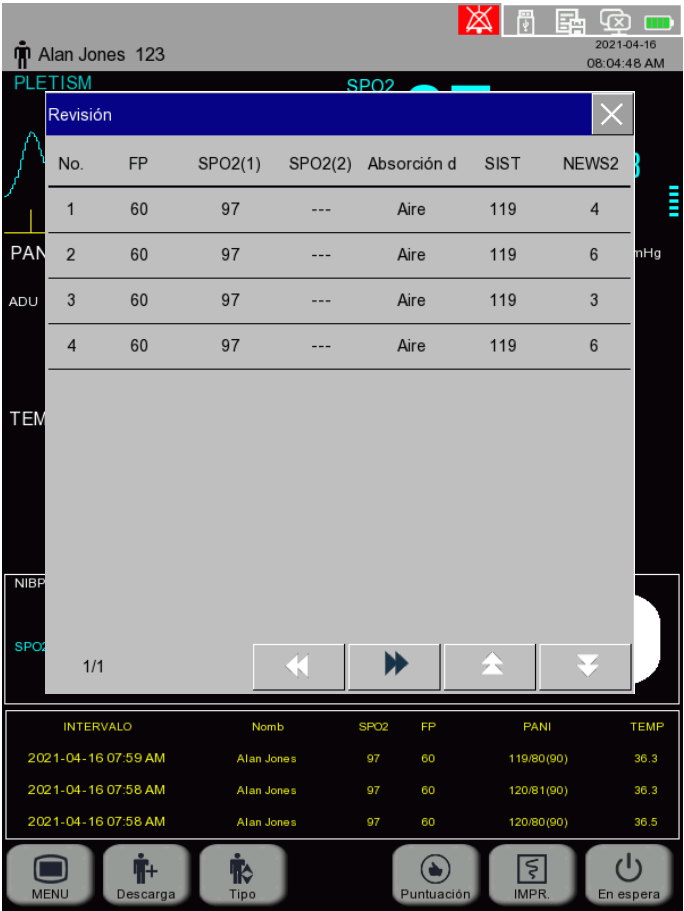 2021-04-16
Alan Jones 123
08:04:48 AM
PLETISM
SPO2
Revisión
No. FP SPO2(1) SPO2(2) Absorción d SIST NEWS2
1 60 97 --- Aire 119 4
2 60 97 --- Aire 119 6
3 60 97 --- Aire 119 3
4 60 97 --- Aire 119 6
PAN
mHg
ADU
TEM
NIBP
SPO2
1/1
INTERVALO Nomb SPO2 FP PANI TEMP
2021-04-16 07:59 AM Alan Jones 97 60 119/80(90) 36.3
2021-04-16 07:58 AM Alan Jones 97 60 120/81(90) 36.3
2021-04-16 07:58 AM Alan Jones 97 60 120/80(90) 36.5
MENU Descarga Tipo Puntuación IMPR. En espera